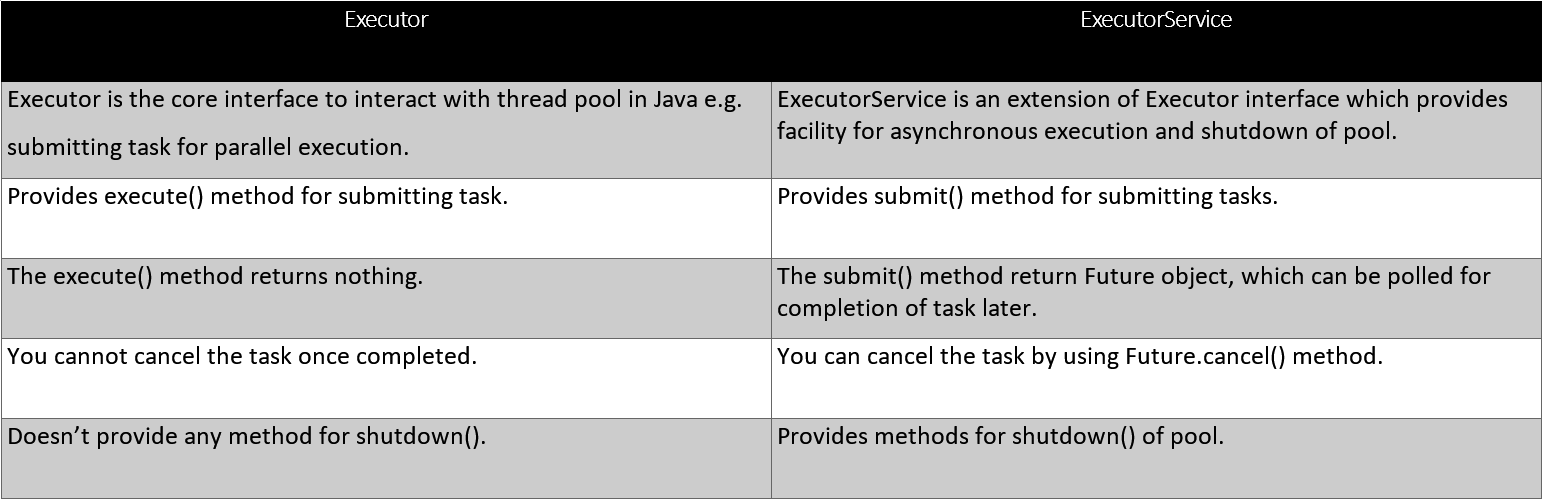 Executor
ExecutorService
Executor is the core interface to interact with thread pool in Java e.g.
submitting task for parallel execution.
ExecutorService is an extension of Executor interface which provides
facility for asynchronous execution and shutdown of pool.
Provides execute() method for submitting task.
Provides submit() method for submitting tasks.
The execute() method returns nothing.
The submit() method return Future object, which can be polled for
completion of task later.
You cannot cancel the task once completed.
You can cancel the task by using Future.cancel() method.
Doesn’t provide any method for shutdown().
Provides methods for shutdown() of pool.